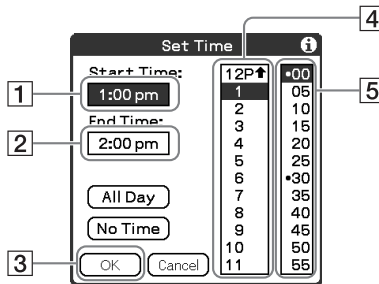 4
Set Time i
Start Time:
12P •00
1 1:00 pm 1 05 5
End Time: 2 10
3 15
2 2:00 pm 4 20
5 25
6 •30
All Day 7 35
8 40
No Time 9 45
10 50
3 OK Cancel 11 55